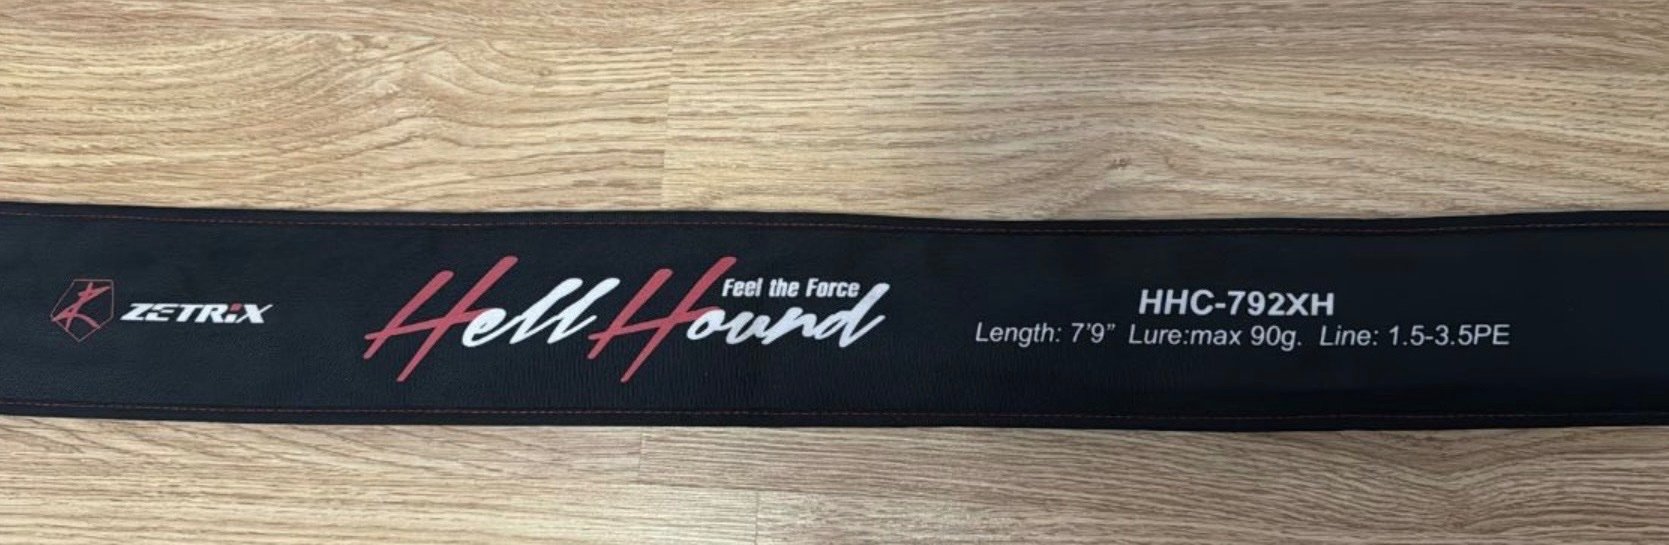 ZETRiX
Hell Hound
Feel the Force
HHC-792XH
Length: 7'9” Lure:max 90g. Line: 1.5-3.5PE